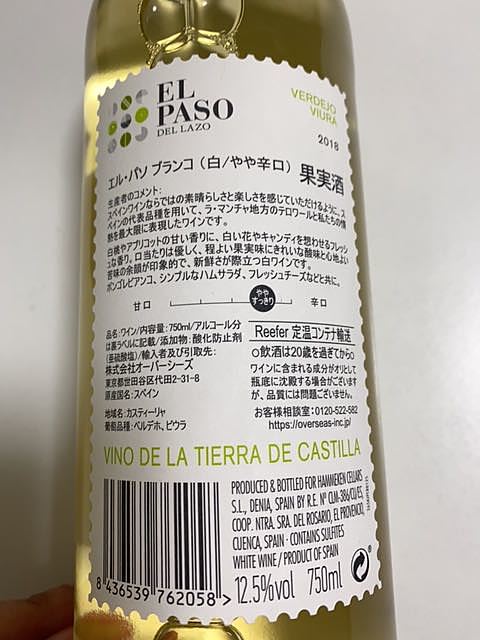 EL
PASO
DEL LAZO
VERDEJO
VIURA
2018
エル・パソ ブランコ（白/やや辛口） 果実酒
生産者のコメント:
スペインワインならではの素晴らしさと楽しさを感じていただけるように、ス
ペインの代表品種を用いて、ラ・マンチャ地方のテロワールと私たちの情
熱を最大限に表現したワインです。
白桃やアプリコットの甘い香りに、白い花やキャンディを想わせるフレッシ
ュな香り。口当たりは優しく、程よい果実味にきれいな酸味と心地よい
苦味の余韻が印象的で、新鮮さが際立つ白ワインです。
ボンゴレビアンコ、シンプルなハムサラダ、フレッシュチーズなどと共に。
甘口 やや すっきり 辛口
品名:ワイン/内容量:750ml/アルコール分
は裏ラベルに記載/添加物:酸化防止剤
(亜硫酸塩)/輸入者及び引取先:
株式会社オーバーシーズ
東京都世田谷区代田2-31-8
原産国名:スペイン
地域名:カスティーリャ
葡萄品種:ベルデホ、ビウラ
Reefer 定温コンテナ輸送
○飲酒は20歳を過ぎてから○
ワインに含まれる成分がオリとして
瓶底に沈殿する場合がございます
が、品質には問題ございません。
お客様相談室:0120-522-582
https://overseas-inc.jp/
VINO DE LA TIERRA DE CASTILLA
PRODUCED & BOTTLED FOR HAMMEKEN CELLARS
S.L., DENIA, SPAIN BY R.E. Nº CLM-386/CU/ES,
COOP. NTRA. SRA. DEL ROSARIO, EL PROVENCIO,
CUENCA, SPAIN · CONTAINS SULFITES
WHITE WINE / PRODUCT OF SPAIN
12.5%vol 750ml
8 436539 762058 >